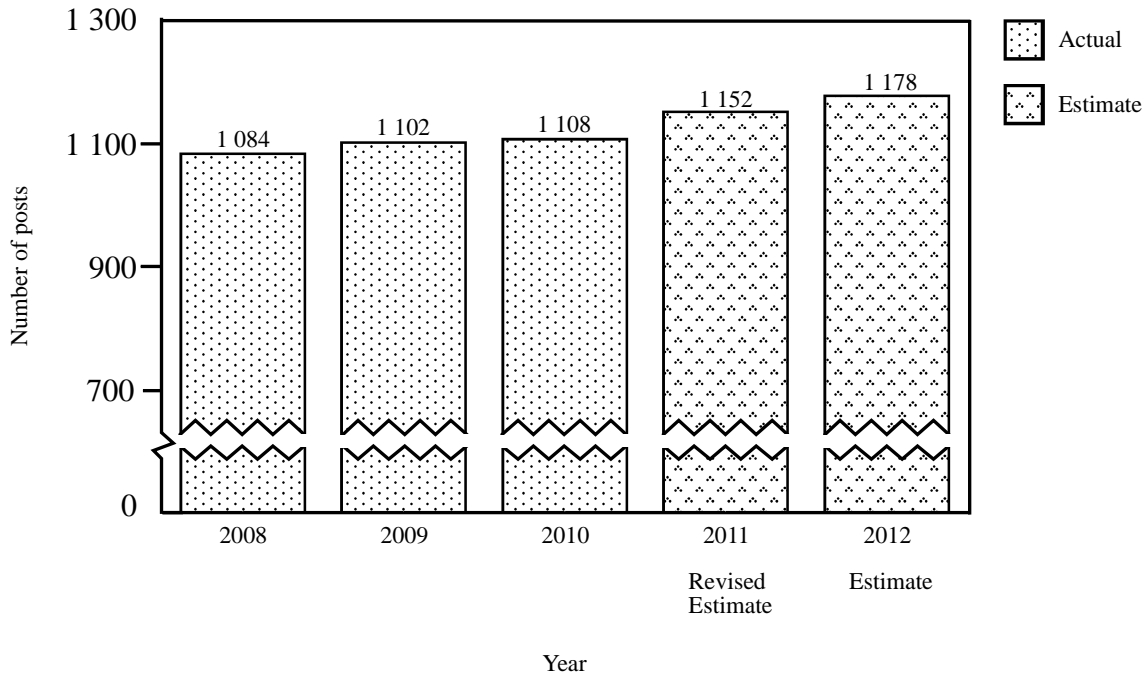 1 300
1 100
900
700
0
Number of posts
1 084
1 102
1 108
1 152
1 178
2008
2009
2010
2011
2012
Revised
Estimate
Estimate
Year
Actual
Estimate